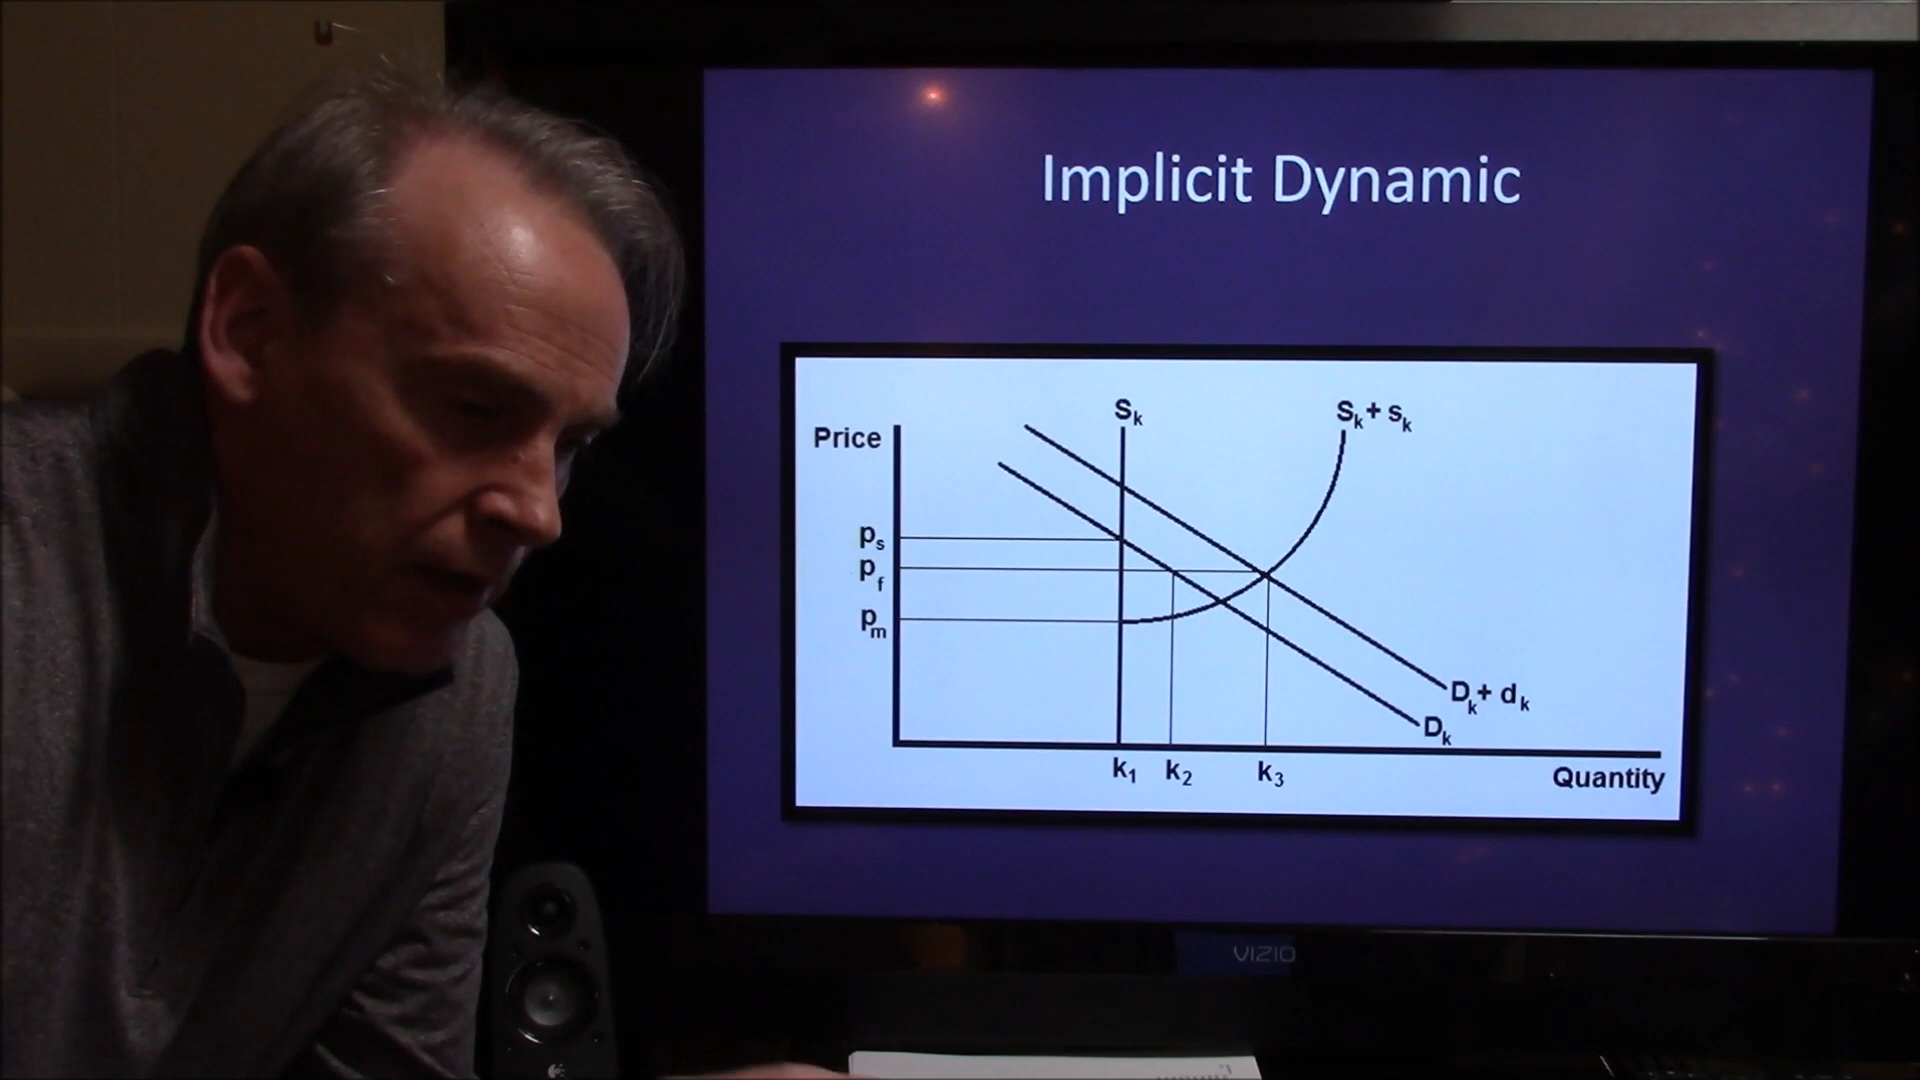 Implicit Dynamic
Sk
Sk + sk
Price
ps
pf
pm
Dk + dk
Dk
k1 k2 k3
Quantity
VIZIO